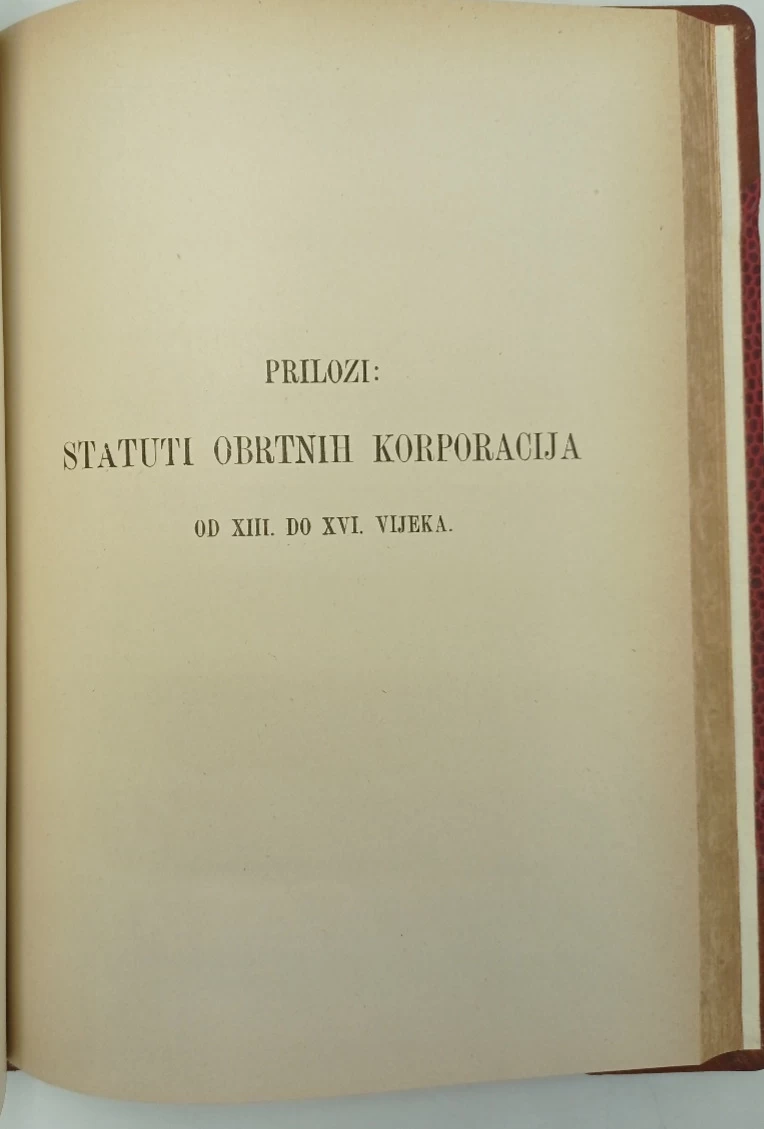 PRILOZI:
STATUTI OBRTNIH KORPORACIJA
OD XIII. DO XVI. VIJEKA.